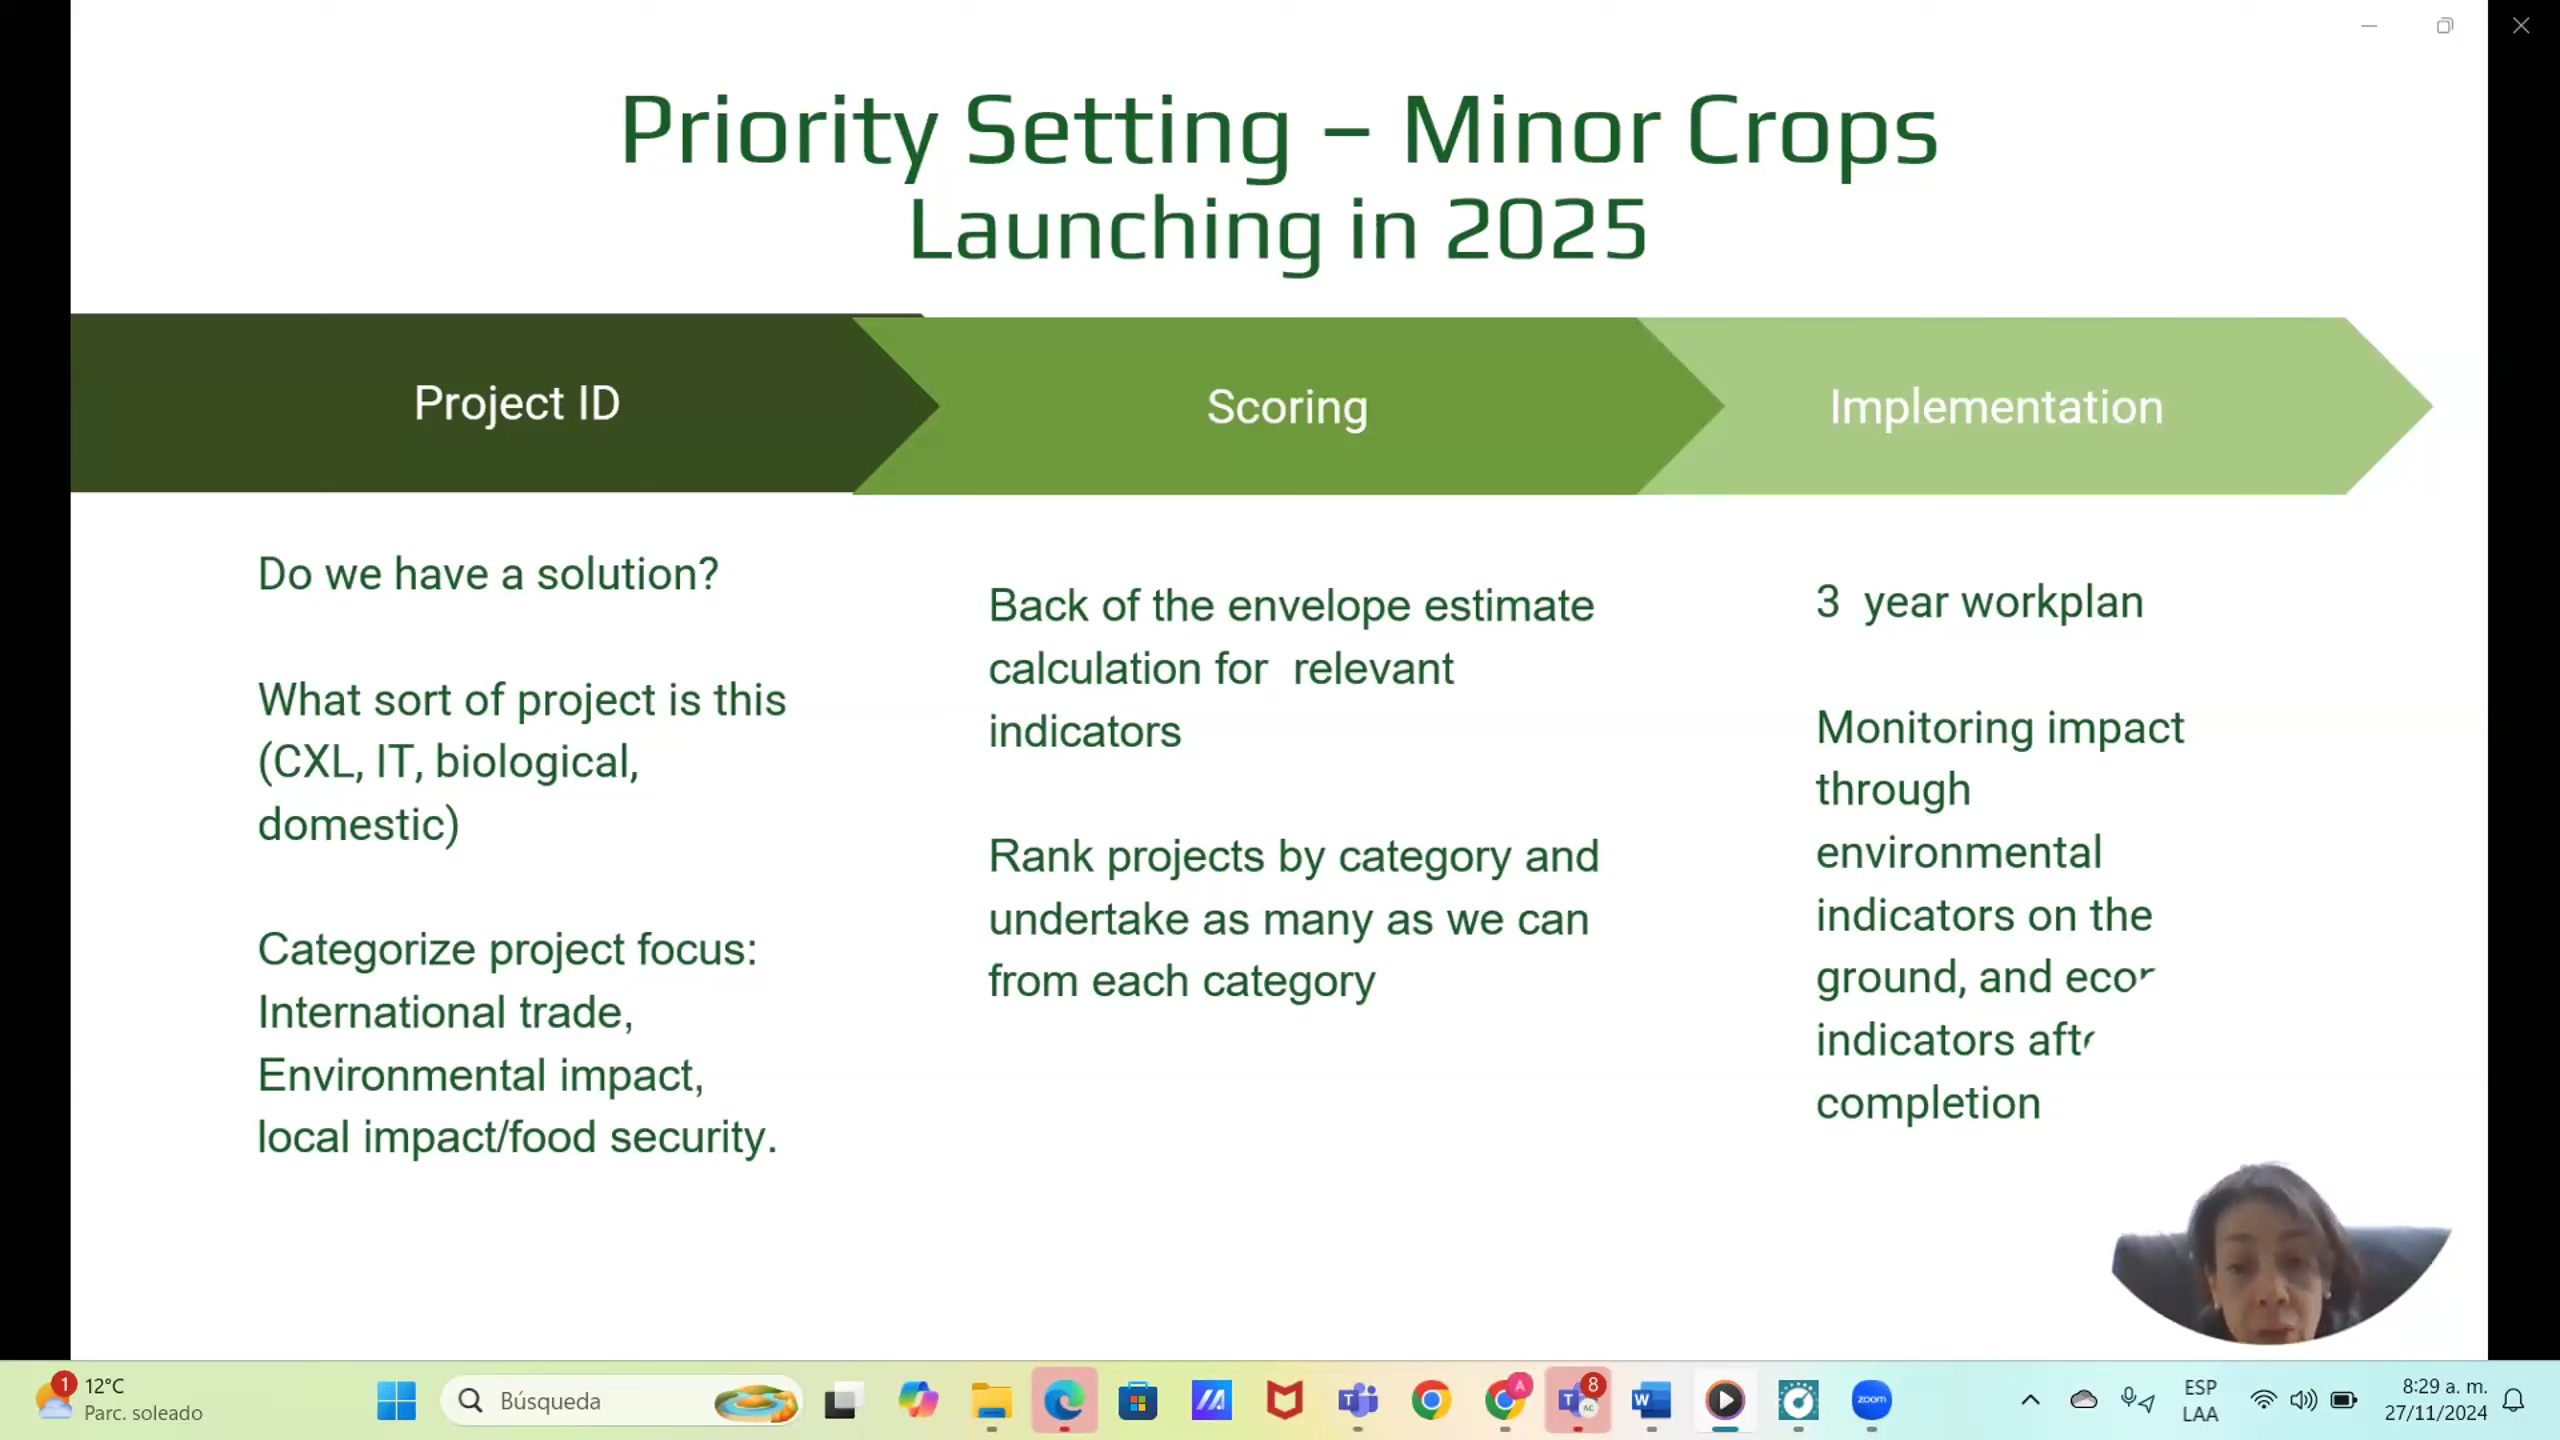 Priority Setting – Minor Crops
Launching in 2025
Project ID
Scoring
Implementation
Do we have a solution?
What sort of project is this
(CXL, IT, biological,
domestic)
Categorize project focus:
International trade,
Environmental impact,
local impact/food security.
Back of the envelope estimate
calculation for relevant
indicators
Rank projects by category and
undertake as many as we can
from each category
3 year workplan
Monitoring impact
through
environmental
indicators on the
ground, and
indicators
completion
1
12°C
Parc. soleado
Búsqueda
A
8
AC
zoom
ESP
LAA
8:29 a. m.
27/11/2024